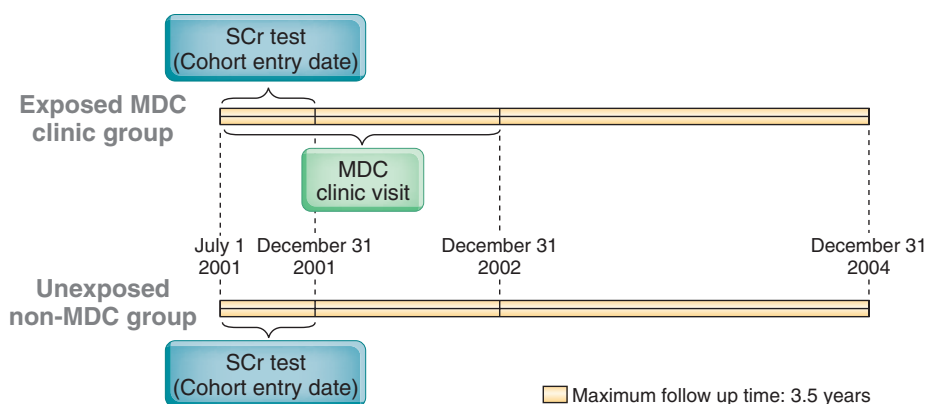 SCr test
(Cohort entry date)
Exposed MDC
clinic group
MDC
clinic visit
July 1
2001
December 31
2001
December 31
2002
December 31
2004
Unexposed
non-MDC group
SCr test
(Cohort entry date)
Maximum follow up time: 3.5 years